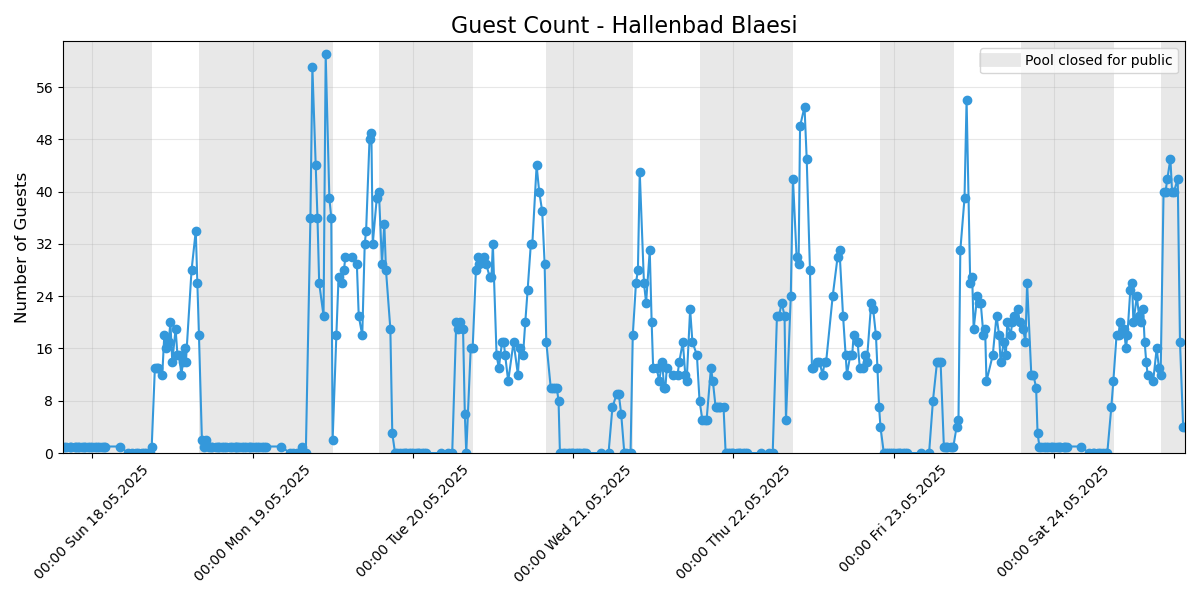 Guest Count - Hallenbad Blaesi
Pool closed for public
Number of Guests
56
48
40
32
24
16
8
0
00:00 Sun 18.05.2025
00:00 Mon 19.05.2025
00:00 Tue 20.05.2025
00:00 Wed 21.05.2025
00:00 Thu 22.05.2025
00:00 Fri 23.05.2025
00:00 Sat 24.05.2025